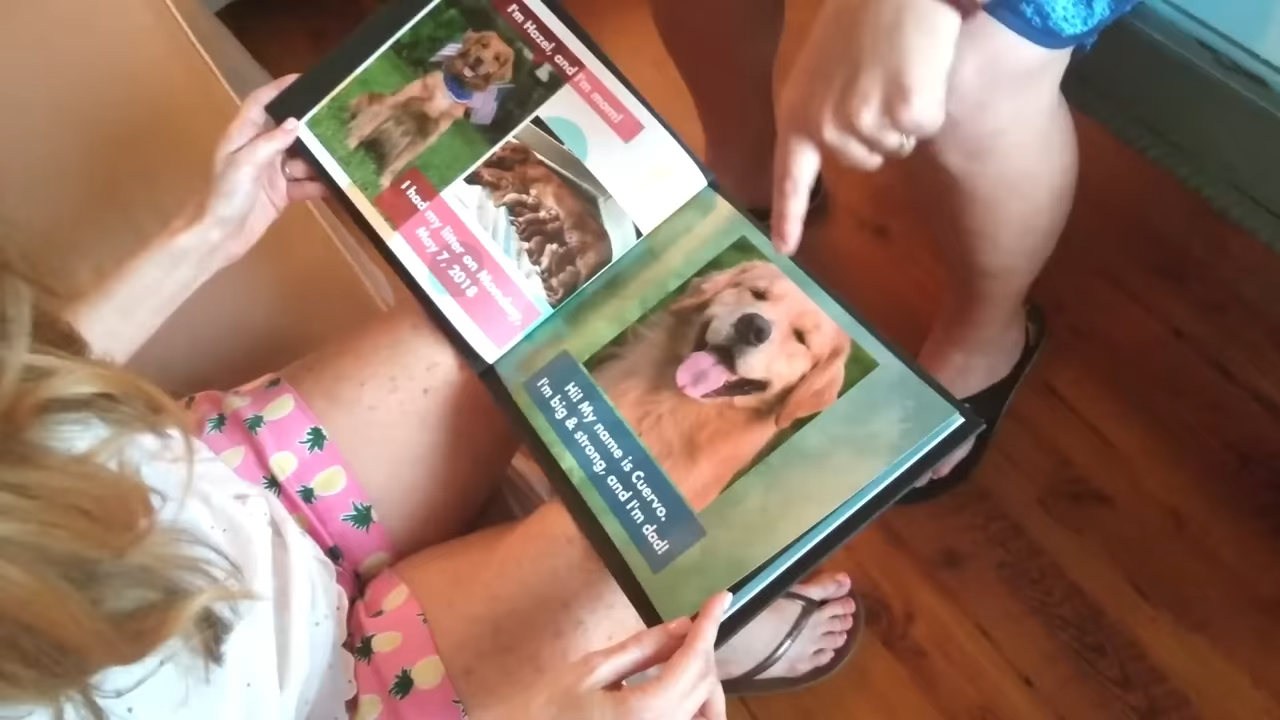 I'm Hazel, and I'm mom!
I had my litter on Monday,
May 7, 2018
Hi! My name is Cuervo.
I'm big & strong, and I'm dad!